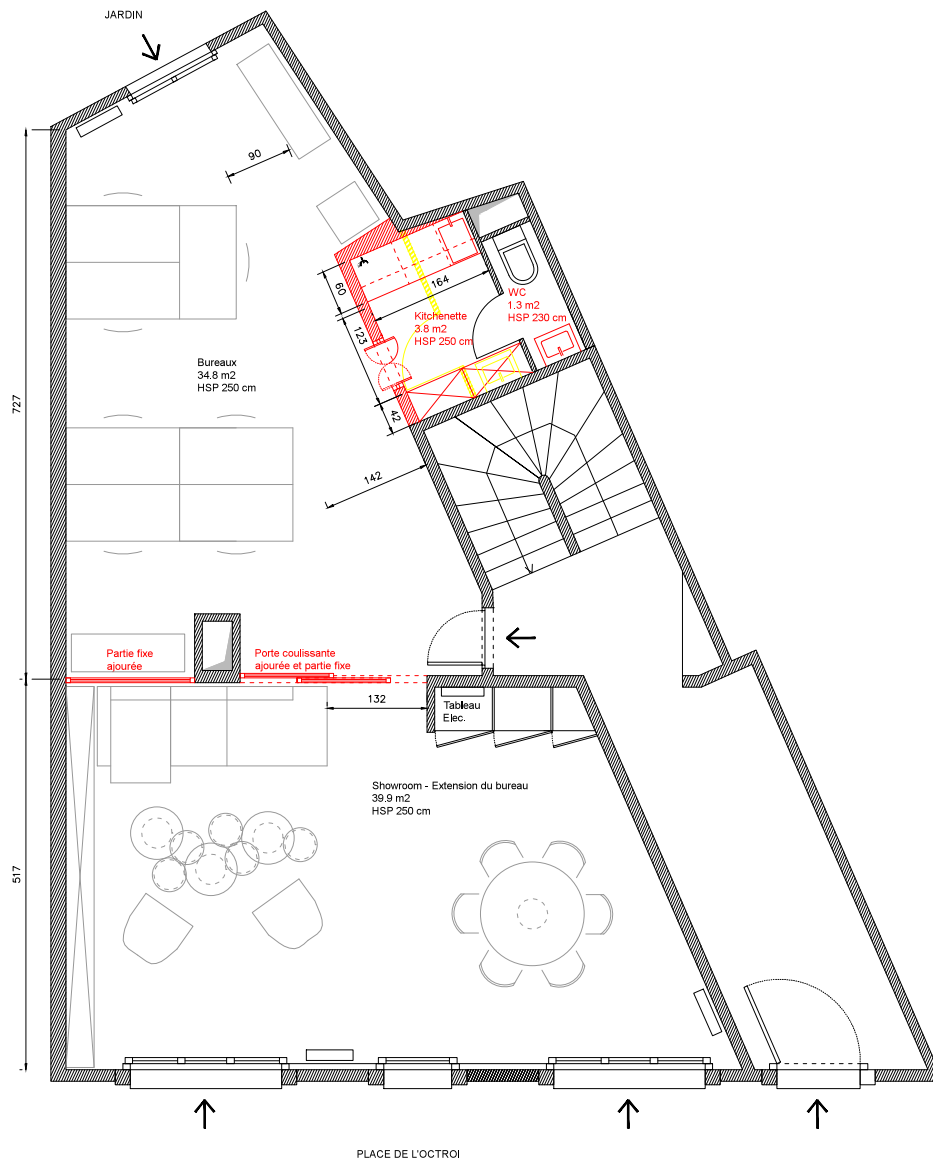 JARDIN
90
60
164
WC
1,3 m2
HSP 230 cm
Kitchenette
3.8 m2
HSP 250 cm
123
Bureaux
34.8 m2
HSP 250 cm
42
727
142
Partie fixe
ajourée
Porte coulissante
ajourée et partie fixe
132
Tableau
Elec.
Showroom - Extension du bureau
39.9 m2
HSP 250 cm
517
PLACE DE L'OCTROI